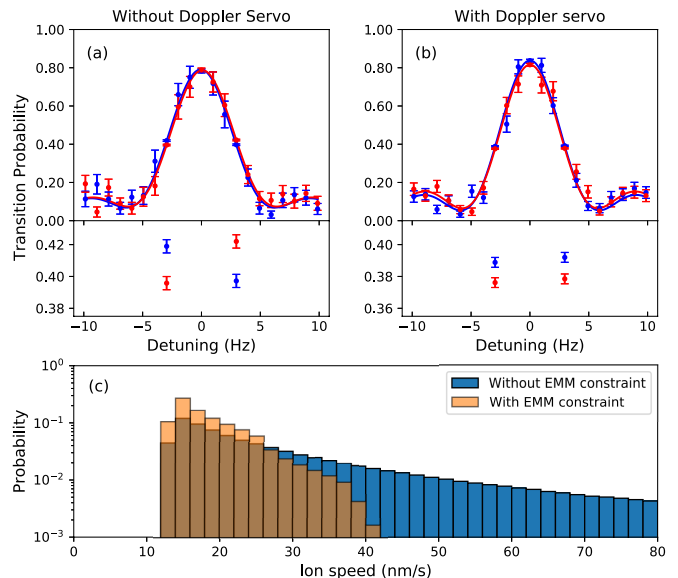 Without Doppler Servo
With Doppler servo
(a)
(b)
Transition Probability
1.00
0.80
0.60
0.40
0.20
0.00
0.42
0.40
0.38
1.00
0.80
0.60
0.40
0.20
0.00
0.40
0.38
0.36
−10 −5 0 5 10
−10 −5 0 5 10
Detuning (Hz)
Detuning (Hz)
(c)
Without EMM constraint
With EMM constraint
Probability
10⁰
10⁻¹
10⁻²
10⁻³
0 10 20 30 40 50 60 70 80
Ion speed (nm/s)